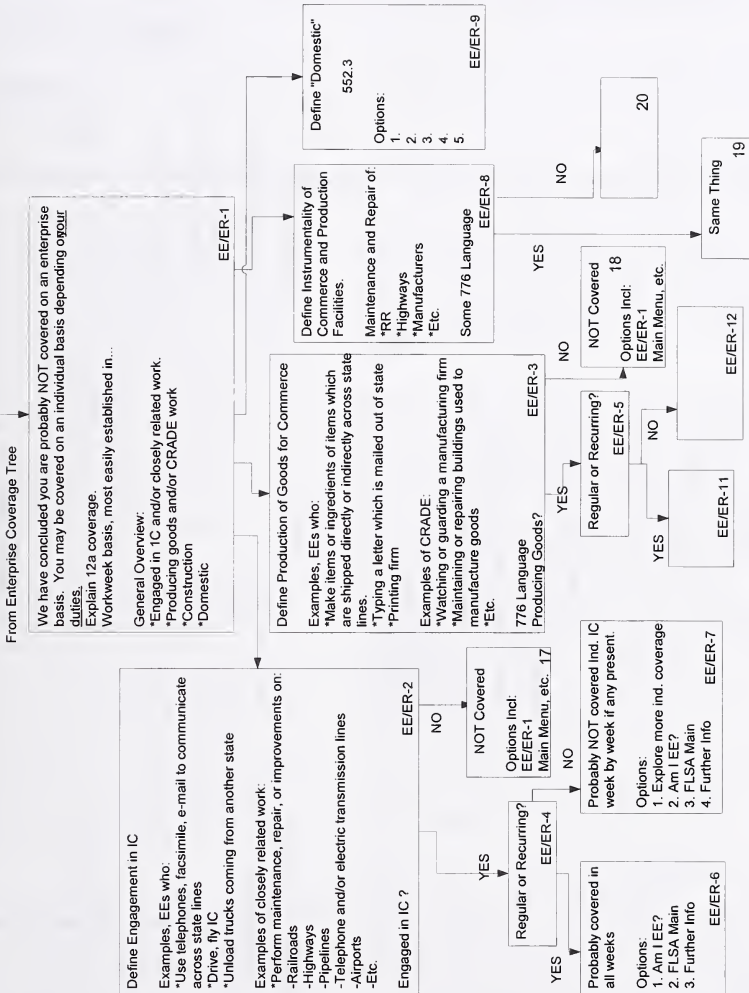 From Enterprise Coverage Tree
We have concluded you are probably NOT covered on an enterprise
basis. You may be covered on an individual basis depending on your
duties.
Explain 12a coverage.
Workweek basis, most easily established in...
General Overview:
*Engaged in 1C and/or closely related work.
*Producing goods and/or CRADE work
*Construction
*Domestic
EE/ER-1
Define Engagement in IC
Examples, EEs who:
*Use telephones, facsimile, e-mail to communicate
across state lines
*Drive, fly IC
*Unload trucks coming from another state
Examples of closely related work:
*Perform maintenance, repair, or improvements on:
-Railroads
-Highways
-Pipelines
-Telephone and/or electric transmission lines
-Airports
-Etc.
Engaged in IC ?
EE/ER-2
NO
NOT Covered
Options Incl:
EE/ER-1
Main Menu, etc. 17
YES
Regular or Recurring?
EE/ER-4
YES
Probably covered in
all weeks
Options:
1. Am I EE?
2. FLSA Main
3. Further Info
EE/ER-6
NO
Probably NOT covered Ind. IC
week by week if any present.
Options:
1. Explore more ind. coverage
2. Am I EE?
3. FLSA Main
4. Further Info
EE/ER-7
Define Production of Goods for Commerce
Examples, EEs who:
*Make items or ingredients of items which
are shipped directly or indirectly across state
lines.
*Typing a letter which is mailed out of state
*Printing firm
Examples of CRADE:
*Watching or guarding a manufacturing firm
*Maintaining or repairing buildings used to
manufacture goods
*Etc.
776 Language
Producing Goods?
EE/ER-3
YES
Regular or Recurring?
EE/ER-5
YES
EE/ER-11
NO
EE/ER-12
NO
NOT Covered
18
Options Incl:
EE/ER-1
Main Menu, etc.
Define Instrumentality of
Commerce and Production
Facilities.
Maintenance and Repair of:
*RR
*Highways
*Manufacturers
*Etc.
Some 776 Language
EE/ER-8
YES
Same Thing
19
NO
20
Define "Domestic"
552.3
Options:
1.
2.
3.
4.
5.
EE/ER-9